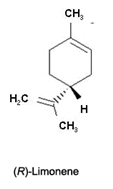 CH₃
H₂C
H
CH₃
(R)-Limonene